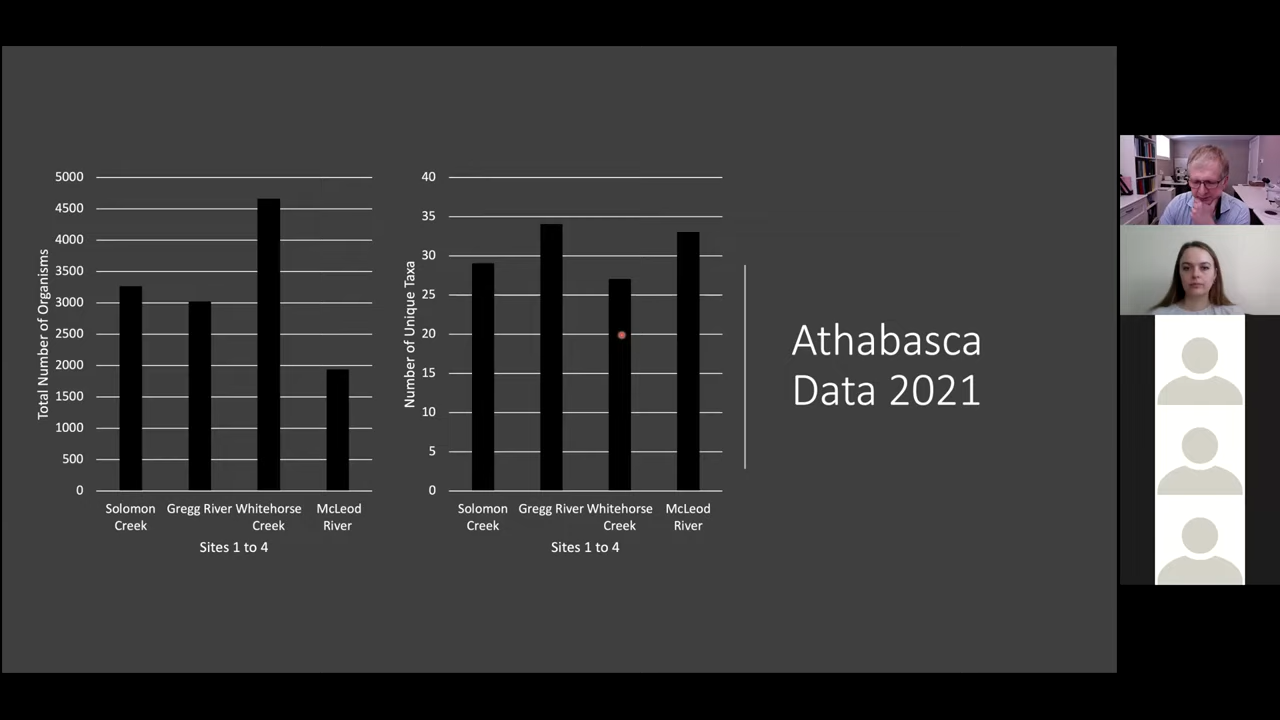 5000
4500
4000
3500
3000
2500
2000
1500
1000
500
0
Total Number of Organisms
Solomon Creek
Gregg River
Whitehorse Creek
McLeod River
Sites 1 to 4
40
35
30
25
20
15
10
5
0
Number of Unique Taxa
Solomon Creek
Gregg River
Whitehorse Creek
McLeod River
Sites 1 to 4
Athabasca
Data 2021